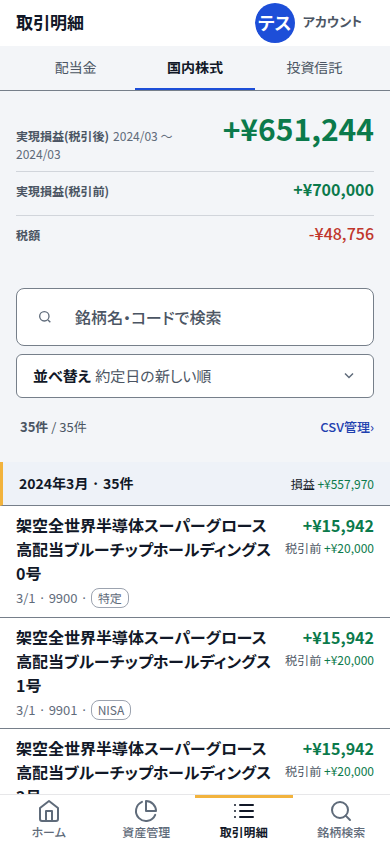 取引明細
テス アカウント
配当金 国内株式 投資信託
実現損益(税引後) 2024/03 〜 2024/03
+¥651,244
実現損益(税引前) +¥700,000
税額 -¥48,756
銘柄名・コードで検索
並べ替え 約定日の新しい順
35件 / 35件 CSV管理›
2024年3月・35件 損益 +¥557,970
架空全世界半導体スーパーグロース
高配当ブルーチップホールディングス
0号
+¥15,942
税引前 +¥20,000
3/1・9900・特定
架空全世界半導体スーパーグロース
高配当ブルーチップホールディングス
1号
+¥15,942
税引前 +¥20,000
3/1・9901・NISA
架空全世界半導体スーパーグロース
高配当ブルーチップホールディングス
+¥15,942
税引前 +¥20,000
ホーム 資産管理 取引明細 銘柄検索